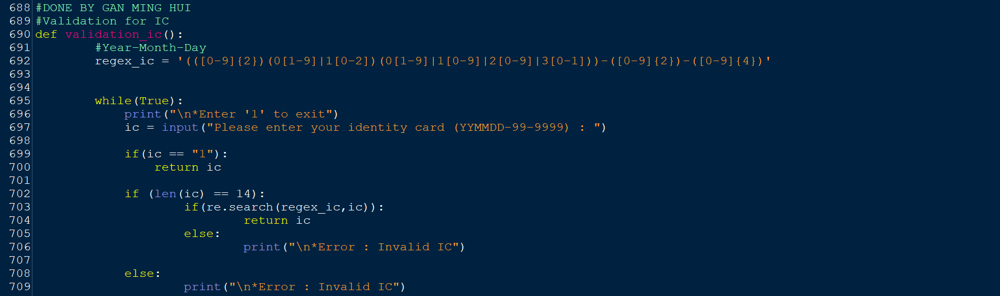 688 #DONE BY GAN MING HUI
689 #Validation for IC
690 def validation_ic():
691         #Year-Month-Day
692         regex_ic = '(([0-9]{2})(0[1-9]|1[0-2])(0[1-9]|1[0-9]|2[0-9]|3[0-1]))-([0-9]{2})-([0-9]{4})'
693
694
695         while(True):
696             print("\n*Enter '1' to exit")
697             ic = input("Please enter your identity card (YYMMDD-99-9999) : ")
698
699             if(ic == "1"):
700                 return ic
701
702             if (len(ic) == 14):
703                     if(re.search(regex_ic,ic)):
704                             return ic
705                     else:
706                             print("\n*Error : Invalid IC")
707
708             else:
709                     print("\n*Error : Invalid IC")